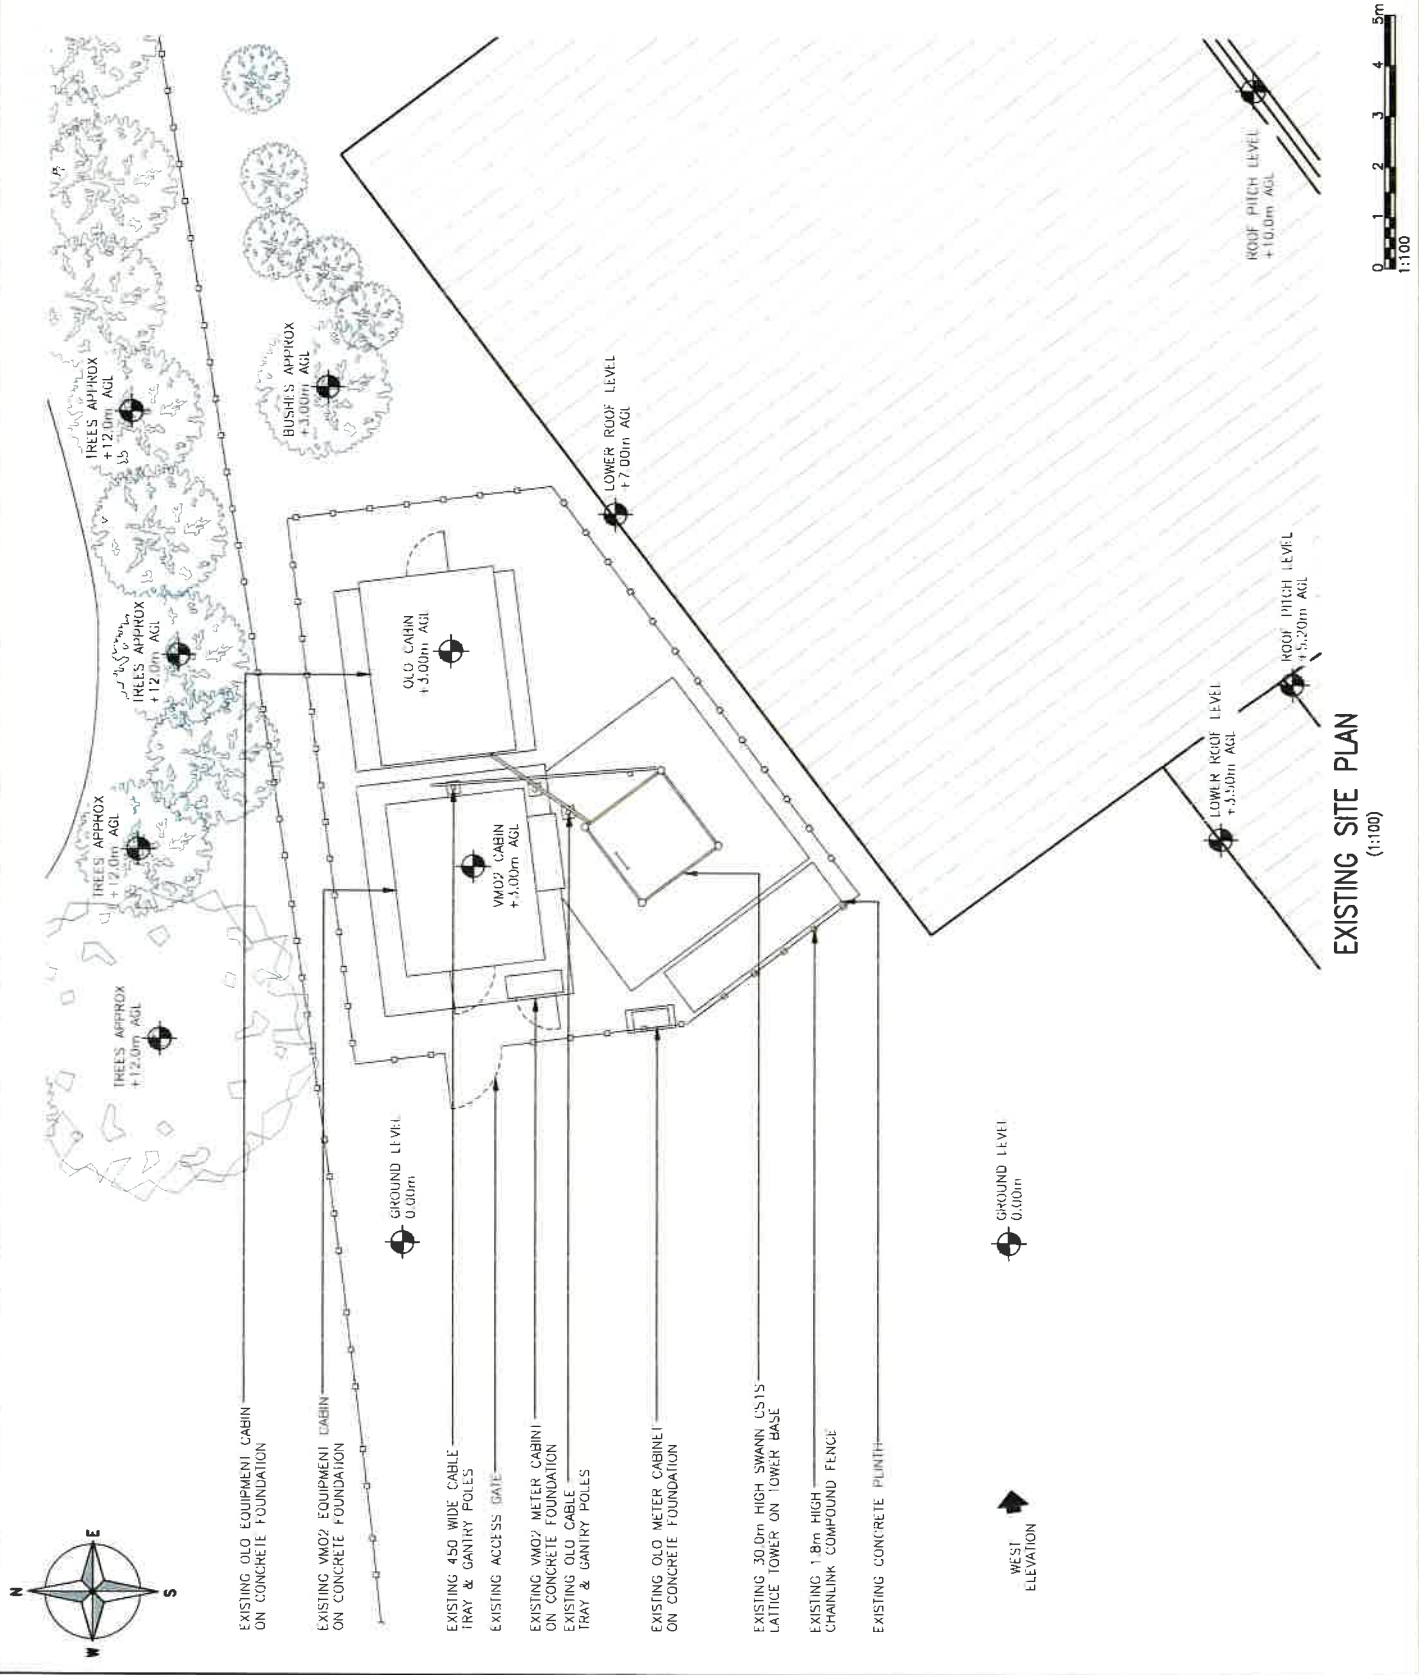 N
E
S
W
EXISTING OLO EQUIPMENT CABIN
ON CONCRETE FOUNDATION
EXISTING VMO2 EQUIPMENT CABIN
ON CONCRETE FOUNDATION
EXISTING 450 WIDE CABLE
TRAY & GANTRY POLES
EXISTING ACCESS GATE
EXISTING VMO2 METER CABINT
ON CONCRETE FOUNDATION
EXISTING OLO CABLE
TRAY & GANTRY POLES
EXISTING OLO METER CABINET
ON CONCRETE FOUNDATION
EXISTING 30.0m HIGH SWANN CSTS
LATTICE TOWER ON TOWER BASE
EXISTING 1.8m HIGH
CHAINLINK COMPOUND FENCE
EXISTING CONCRETE PLINTH
WEST
ELEVATION
GROUND LEVEL
0.00m
GROUND LEVEL
0.00m
TREES APPROX
+12.0m AGL
TREES APPROX
+12.0m AGL
TREES APPROX
+12.0m AGL
TREES APPROX
+12.0m AGL
BUSHES APPROX
+3.00m AGL
OLO CABIN
+3.00m AGL
VMO2 CABIN
+3.00m AGL
LOWER ROOF LEVEL
+7.00m AGL
LOWER ROOF LEVEL
+3.50m AGL
ROOF PITCH LEVEL
+5.20m AGL
ROOF PITCH LEVEL
+10.0m AGL
EXISTING SITE PLAN
(1:100)
0 1 2 3 4 5m
1:100